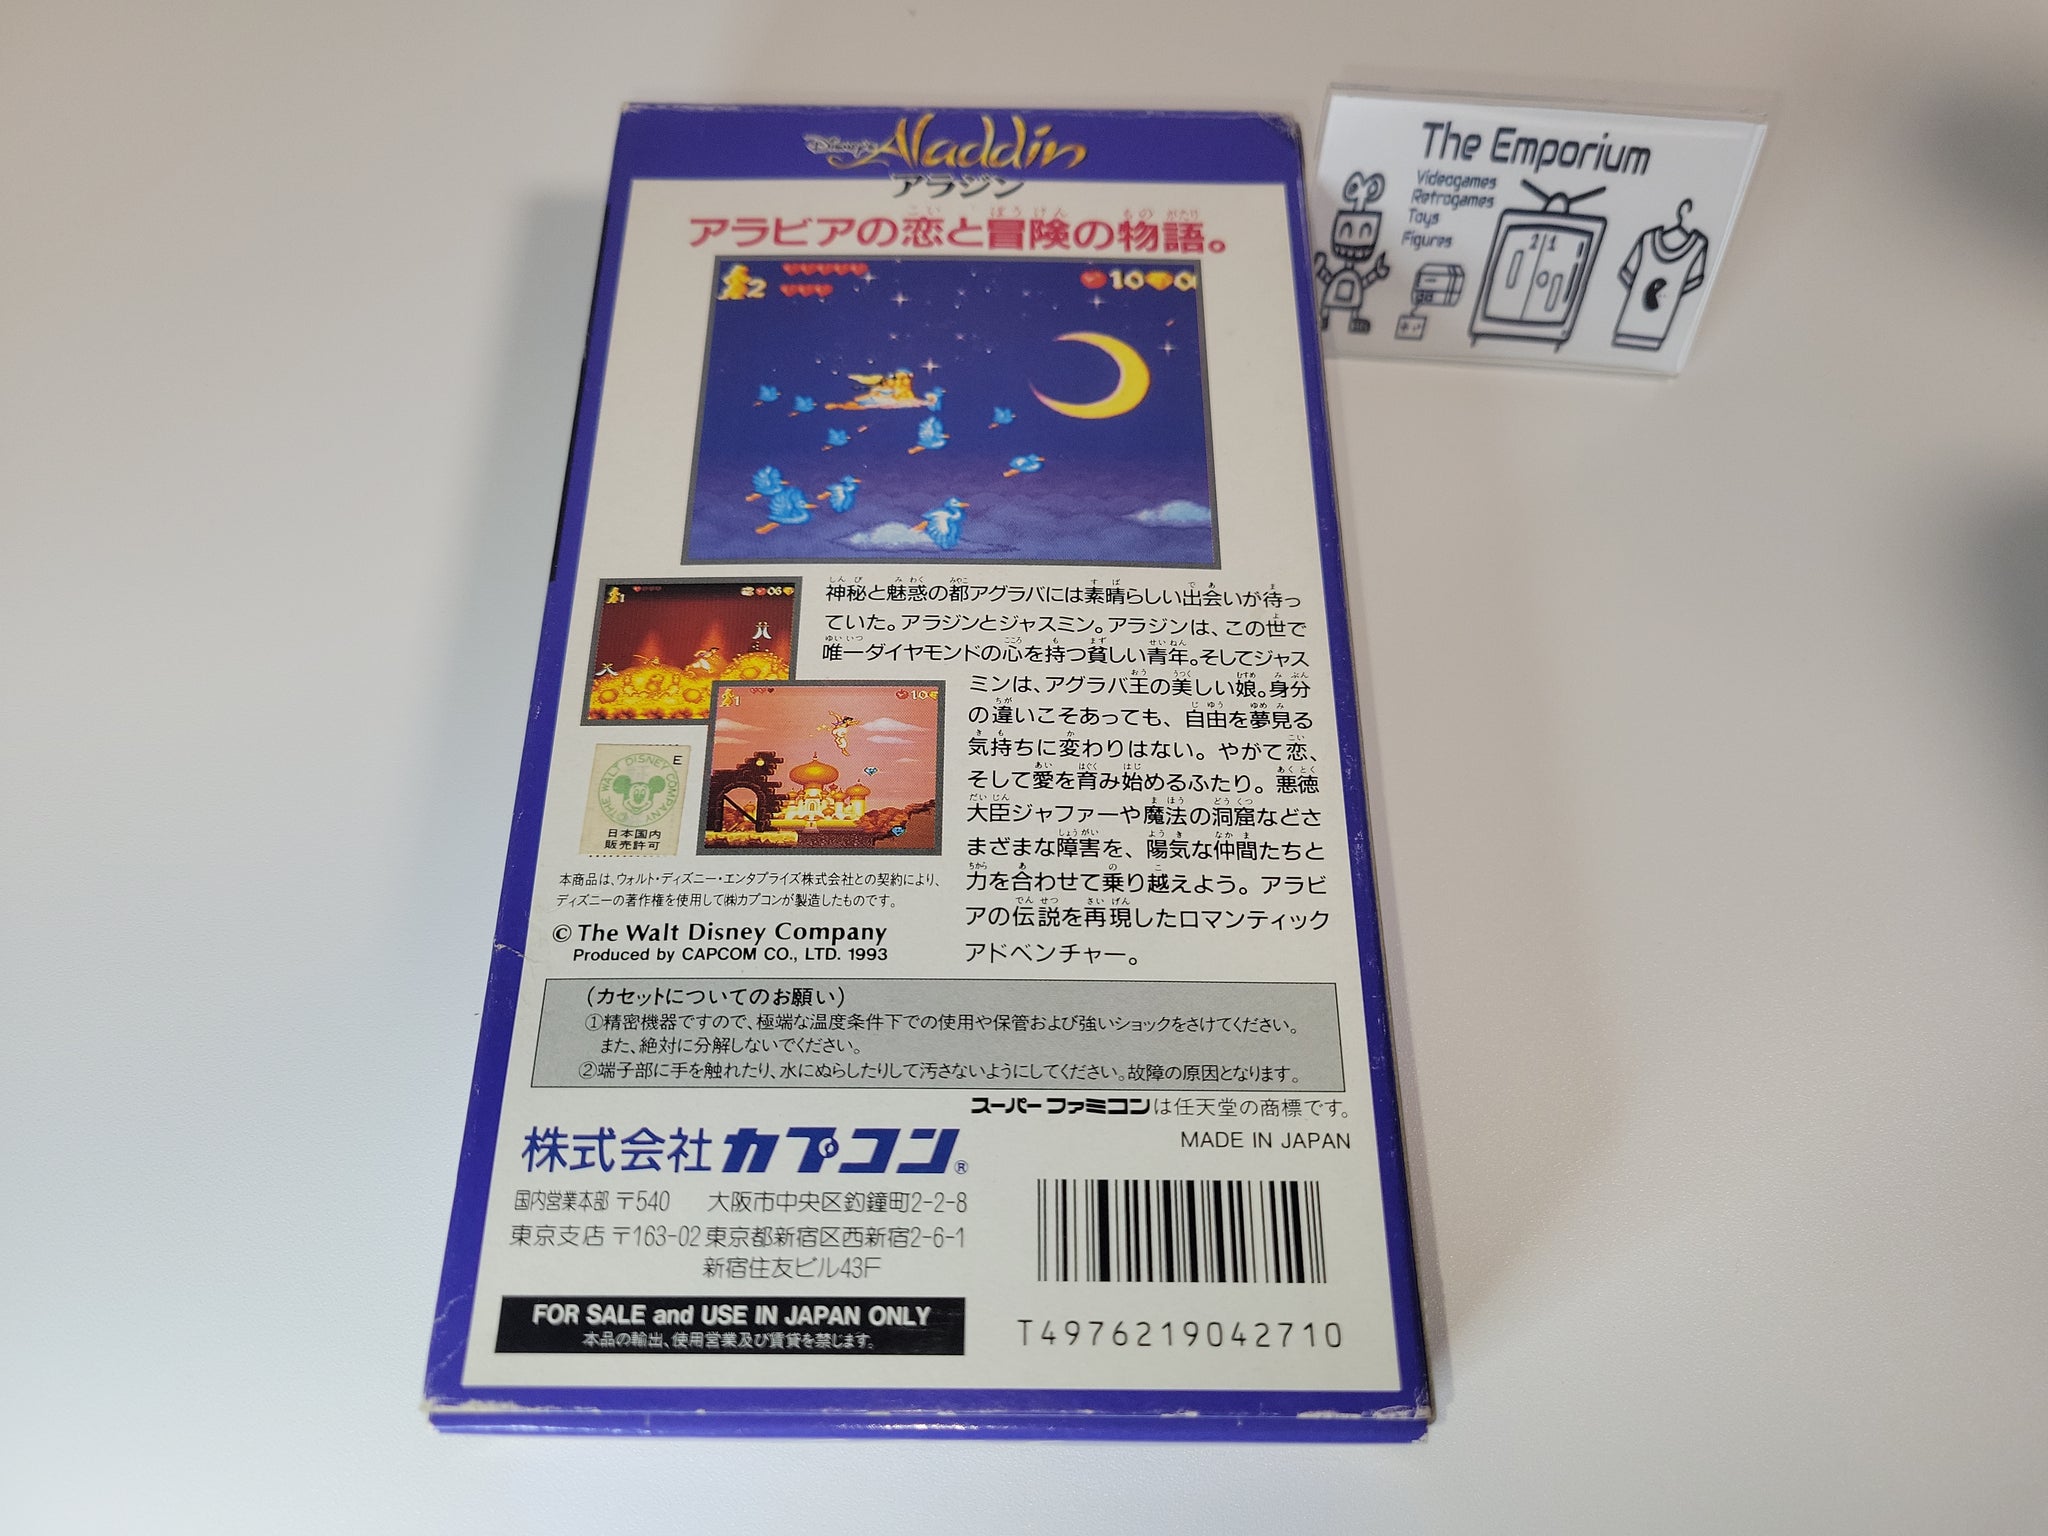 Disney's Aladdin
アラジン
アラビアの恋と冒険の物語。
2
10
0
神秘と魅惑の都アグラバには素晴らしい出会いが待っ
ていた。アラジンとジャスミン。アラジンは、この世で
唯一ダイヤモンドの心を持つ貧しい青年。そしてジャス
ミンは、アグラバ王の美しい娘。身分
の違いこそあっても、自由を夢見る
気持ちに変わりはない。やがて恋、
そして愛を育み始めるふたり。悪徳
大臣ジャファーや魔法の洞窟などさ
まざまな障害を、陽気な仲間たちと
力を合わせて乗り越えよう。アラビ
アの伝説を再現したロマンティック
アドベンチャー。
1
06
1
10
E
THE WALT DISNEY COMPANY
日本国内
販売許可
本商品は、ウォルト・ディズニー・エンタプライズ株式会社との契約により、
ディズニーの著作権を使用して㈱カプコンが製造したものです。
© The Walt Disney Company
Produced by CAPCOM CO., LTD. 1993
(カセットについてのお願い)
①精密機器ですので、極端な温度条件下での使用や保管および強いショックをさけてください。
また、絶対に分解しないでください。
②端子部に手を触れたり、水にぬらしたりして汚さないようにしてください。故障の原因となります。
スーパーファミコンは任天堂の商標です。
MADE IN JAPAN
株式会社カプコン®
国内営業本部 〒540 大阪市中央区釣鐘町2-2-8
東京支店 〒163-02 東京都新宿区西新宿2-6-1
新宿住友ビル43F
FOR SALE and USE IN JAPAN ONLY
本品の輸出、使用営業及び賃貸を禁じます。
T4976219042710
The Emporium
Videogames
Retrogames
Toys
Figures